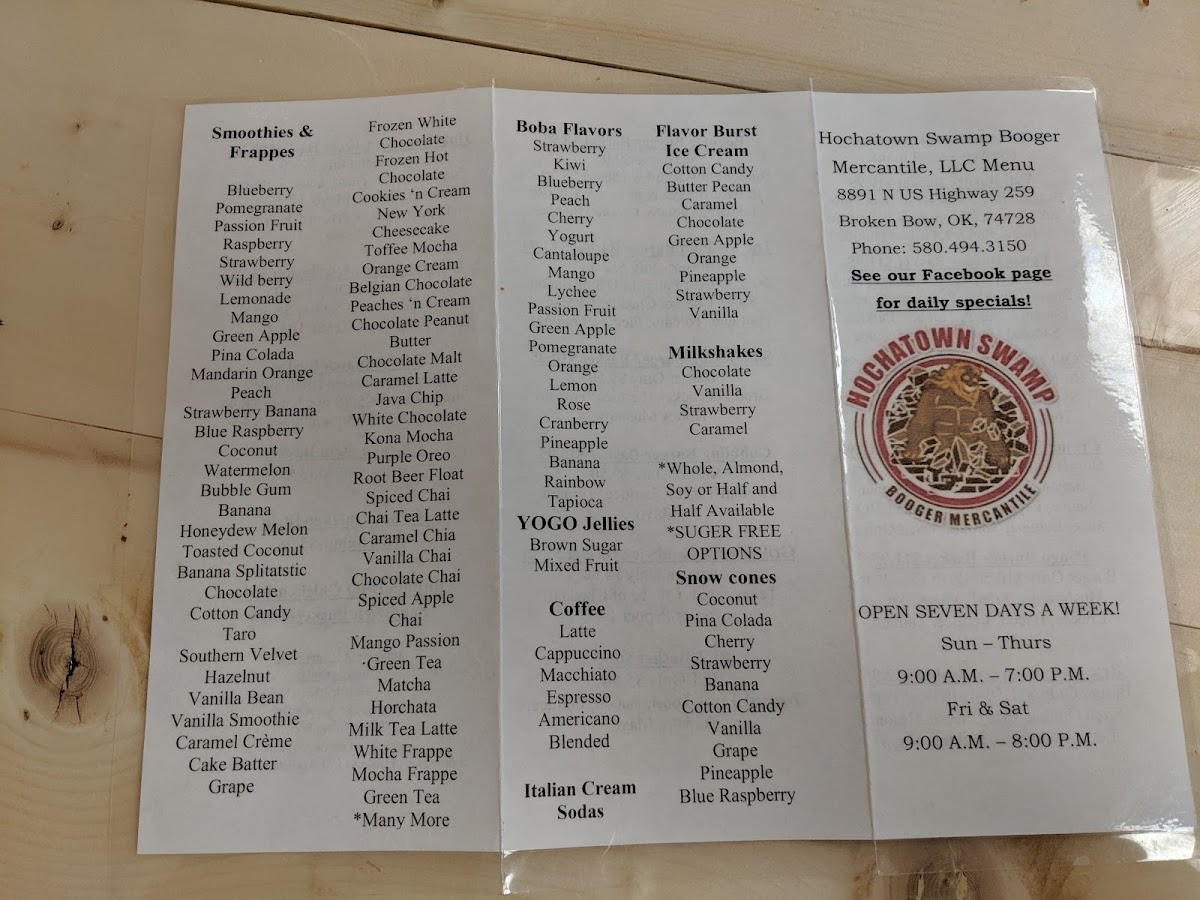 Smoothies &
Frappes
Blueberry
Pomegranate
Passion Fruit
Raspberry
Strawberry
Wild berry
Lemonade
Mango
Green Apple
Pina Colada
Mandarin Orange
Peach
Strawberry Banana
Blue Raspberry
Coconut
Watermelon
Bubble Gum
Banana
Honeydew Melon
Toasted Coconut
Banana Splitatstic
Chocolate
Cotton Candy
Taro
Southern Velvet
Hazelnut
Vanilla Bean
Vanilla Smoothie
Caramel Crème
Cake Batter
Grape
Frozen White
Chocolate
Frozen Hot
Chocolate
Cookies ‘n Cream
New York
Cheesecake
Toffee Mocha
Orange Cream
Belgian Chocolate
Peaches ‘n Cream
Chocolate Peanut
Butter
Chocolate Malt
Caramel Latte
Java Chip
White Chocolate
Kona Mocha
Purple Oreo
Root Beer Float
Spiced Chai
Chai Tea Latte
Caramel Chia
Vanilla Chai
Chocolate Chai
Spiced Apple
Chai
Mango Passion
Green Tea
Matcha
Horchata
Milk Tea Latte
White Frappe
Mocha Frappe
Green Tea
*Many More
Boba Flavors
Strawberry
Kiwi
Blueberry
Peach
Cherry
Yogurt
Cantaloupe
Mango
Lychee
Passion Fruit
Green Apple
Pomegranate
Orange
Lemon
Rose
Cranberry
Pineapple
Banana
Rainbow
Tapioca
YOGO Jellies
Brown Sugar
Mixed Fruit
Coffee
Latte
Cappuccino
Macchiato
Espresso
Americano
Blended
Italian Cream
Sodas
Flavor Burst
Ice Cream
Cotton Candy
Butter Pecan
Caramel
Chocolate
Green Apple
Orange
Pineapple
Strawberry
Vanilla
Milkshakes
Chocolate
Vanilla
Strawberry
Caramel
*Whole, Almond,
Soy or Half and
Half Available
*SUGER FREE
OPTIONS
Snow cones
Coconut
Pina Colada
Cherry
Strawberry
Banana
Cotton Candy
Vanilla
Grape
Pineapple
Blue Raspberry
Hochatown Swamp Booger
Mercantile, LLC Menu
8891 N US Highway 259
Broken Bow, OK, 74728
Phone: 580.494.3150
See our Facebook page
for daily specials!
HOCHATOWN SWAMP
BOOGER MERCANTILE
OPEN SEVEN DAYS A WEEK!
Sun – Thurs
9:00 A.M. – 7:00 P.M.
Fri & Sat
9:00 A.M. – 8:00 P.M.